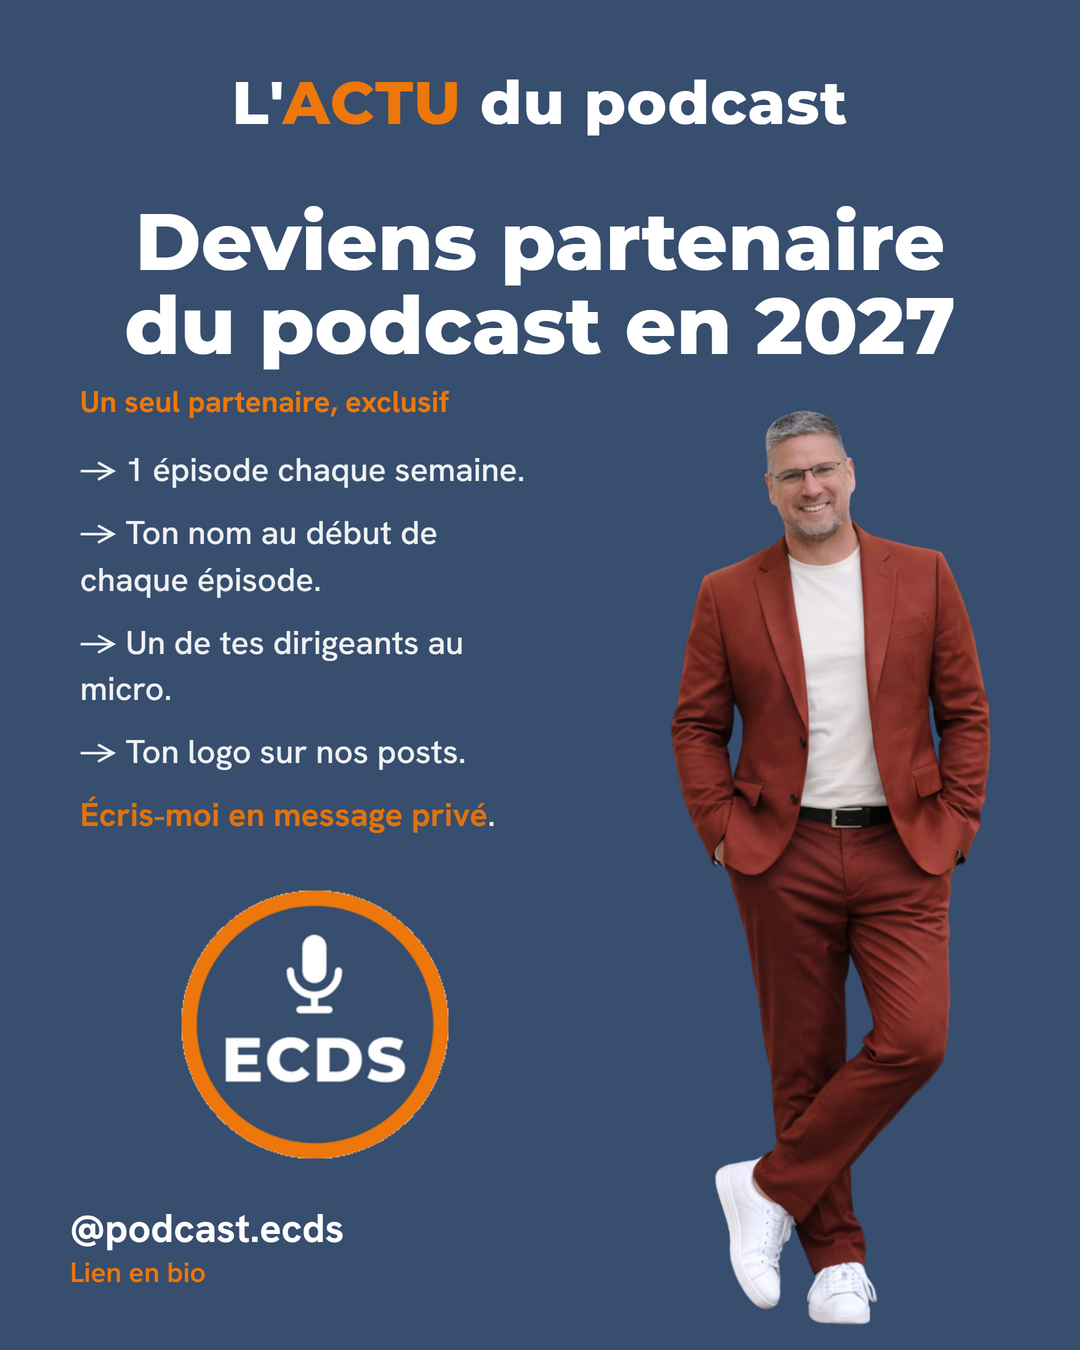 L'ACTU du podcast
Deviens partenaire
du podcast en 2027
Un seul partenaire, exclusif
→ 1 épisode chaque semaine.
→ Ton nom au début de
chaque épisode.
→ Un de tes dirigeants au
micro.
→ Ton logo sur nos posts.
Écris-moi en message privé.
ECDS
@podcast.ecds
Lien en bio